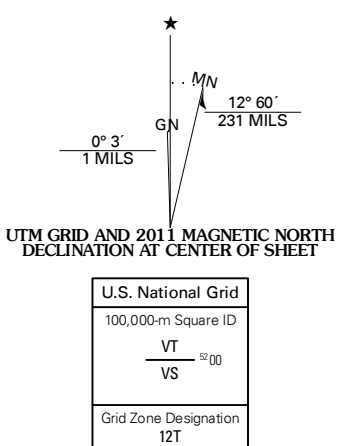 ★
MN
12° 60´
231 MILS
GN
0° 3´
1 MILS
UTM GRID AND 2011 MAGNETIC NORTH
DECLINATION AT CENTER OF SHEET
U.S. National Grid
100,000-m Square ID
VT
5200
VS
Grid Zone Designation
12T